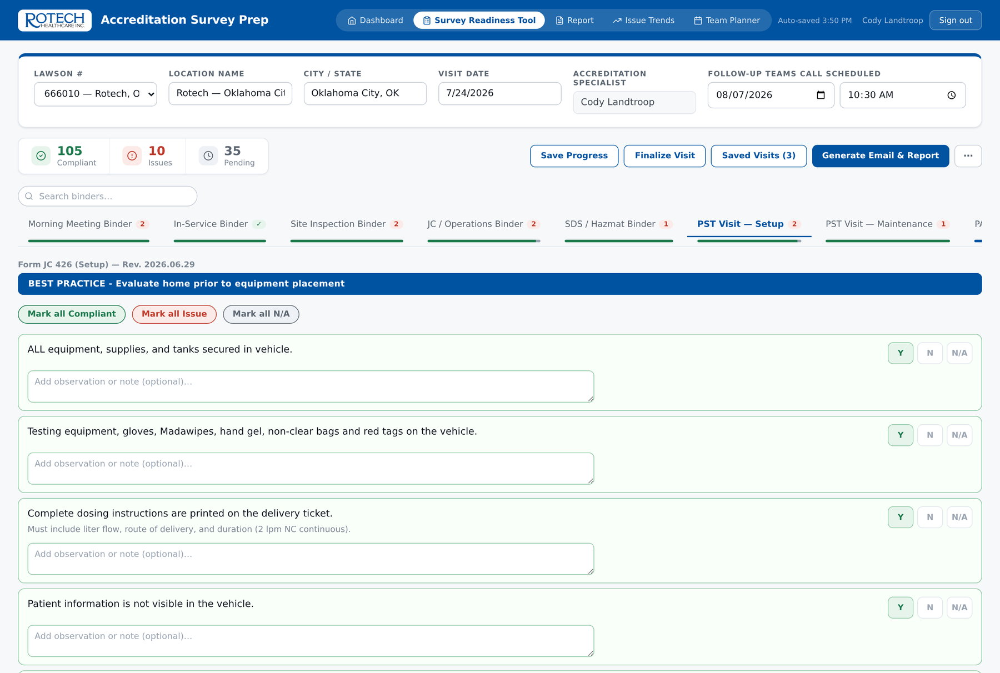 ROTECH
HEALTHCARE INC.
Accreditation Survey Prep
Dashboard
Survey Readiness Tool
Report
Issue Trends
Team Planner
Auto-saved 3:50 PM
Cody Landtroop
Sign out
LAWSON #
LOCATION NAME
CITY / STATE
VISIT DATE
ACCREDITATION
SPECIALIST
FOLLOW-UP TEAMS CALL SCHEDULED
666010 — Rotech, O
Rotech — Oklahoma Cit
Oklahoma City, OK
7/24/2026
Cody Landtroop
08/07/2026
10:30 AM
105
Compliant
10
Issues
35
Pending
Save Progress
Finalize Visit
Saved Visits (3)
Generate Email & Report
...
Search binders...
Morning Meeting Binder 2
In-Service Binder ✓
Site Inspection Binder 2
JC / Operations Binder 2
SDS / Hazmat Binder 1
PST Visit — Setup 2
PST Visit — Maintenance 1
PA
Form JC 426 (Setup) — Rev. 2026.06.29
BEST PRACTICE - Evaluate home prior to equipment placement
Mark all Compliant
Mark all Issue
Mark all N/A
ALL equipment, supplies, and tanks secured in vehicle.
Y N N/A
Add observation or note (optional)...
Testing equipment, gloves, Madawipes, hand gel, non-clear bags and red tags on the vehicle.
Y N N/A
Add observation or note (optional)...
Complete dosing instructions are printed on the delivery ticket.
Y N N/A
Must include liter flow, route of delivery, and duration (2 lpm NC continuous).
Add observation or note (optional)...
Patient information is not visible in the vehicle.
Y N N/A
Add observation or note (optional)...